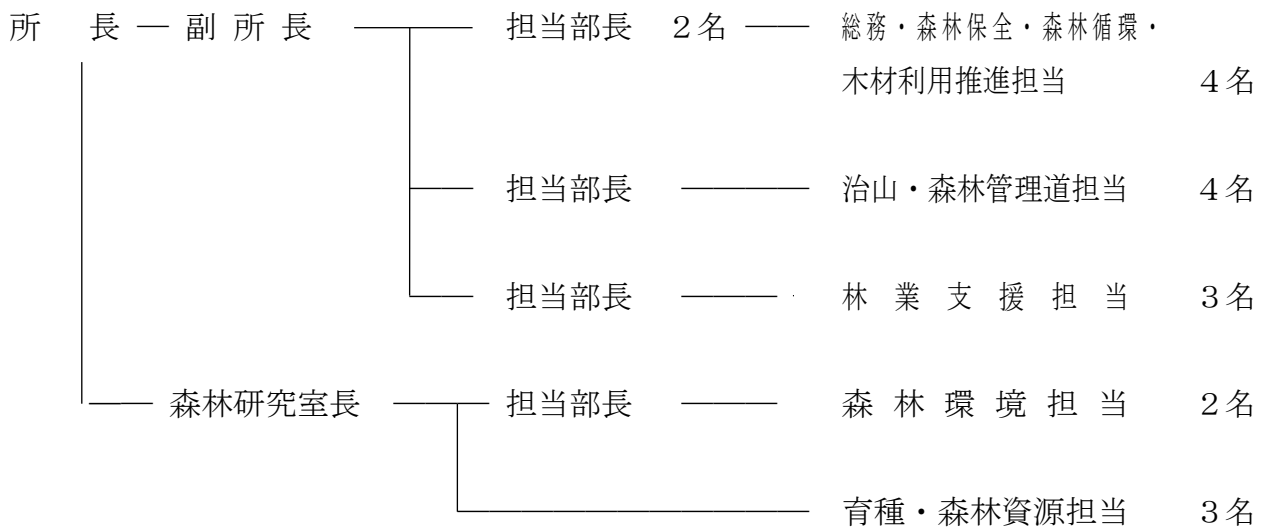 所　長 ― 副所長 ― 担当部長　２名 ― 総務・森林保全・森林循環・
木材利用推進担当　４名
担当部長 ― 治山・森林管理道担当　４名
担当部長 ― 林業支援担当　３名
森林研究室長 ― 担当部長 ― 森林環境担当　２名
育種・森林資源担当　３名